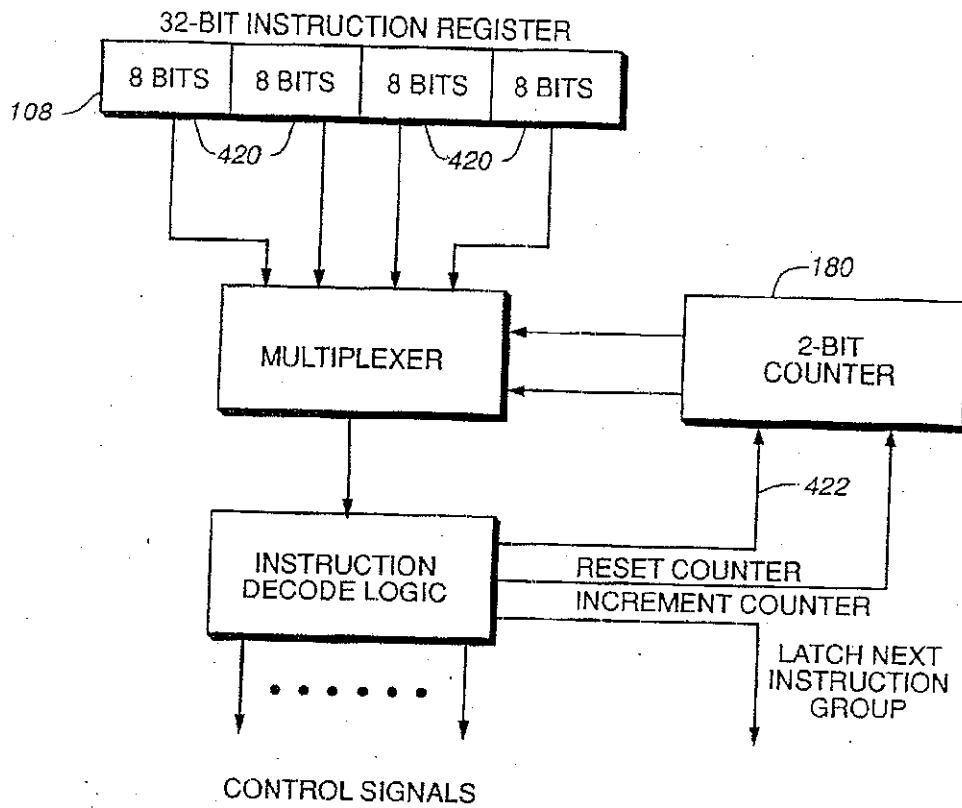 32-BIT INSTRUCTION REGISTER
8 BITS
8 BITS
8 BITS
8 BITS
108
420
420
180
MULTIPLEXER
2-BIT
COUNTER
422
INSTRUCTION
DECODE LOGIC
RESET COUNTER
INCREMENT COUNTER
LATCH NEXT
INSTRUCTION
GROUP
CONTROL SIGNALS